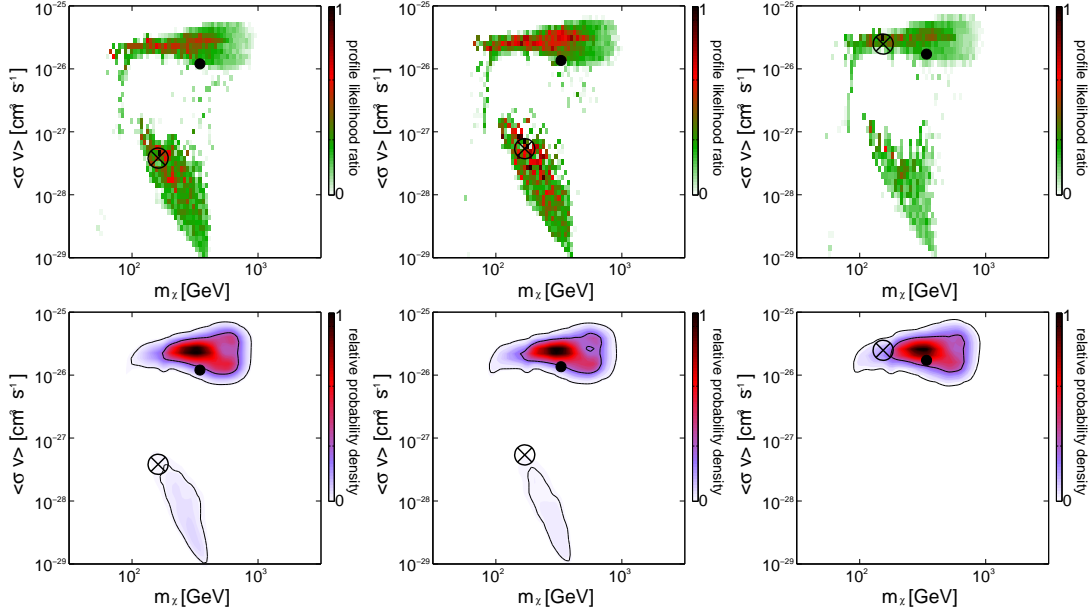 10⁻²⁵ 10⁻²⁶ 10⁻²⁷ 10⁻²⁸ 10⁻²⁹
<σ v> [cm³ s⁻¹]
10² 10³
mχ [GeV]
1
profile likelihood ratio
0
10⁻²⁵ 10⁻²⁶ 10⁻²⁷ 10⁻²⁸ 10⁻²⁹
<σ v> [cm³ s⁻¹]
10² 10³
mχ [GeV]
1
profile likelihood ratio
0
10⁻²⁵ 10⁻²⁶ 10⁻²⁷ 10⁻²⁸ 10⁻²⁹
<σ v> [cm³ s⁻¹]
10² 10³
mχ [GeV]
1
profile likelihood ratio
0
10⁻²⁵ 10⁻²⁶ 10⁻²⁷ 10⁻²⁸ 10⁻²⁹
<σ v> [cm³ s⁻¹]
10² 10³
mχ [GeV]
1
relative probability density
0
10⁻²⁵ 10⁻²⁶ 10⁻²⁷ 10⁻²⁸ 10⁻²⁹
<σ v> [cm³ s⁻¹]
10² 10³
mχ [GeV]
1
relative probability density
0
10⁻²⁵ 10⁻²⁶ 10⁻²⁷ 10⁻²⁸ 10⁻²⁹
<σ v> [cm³ s⁻¹]
10² 10³
mχ [GeV]
1
relative probability density
0